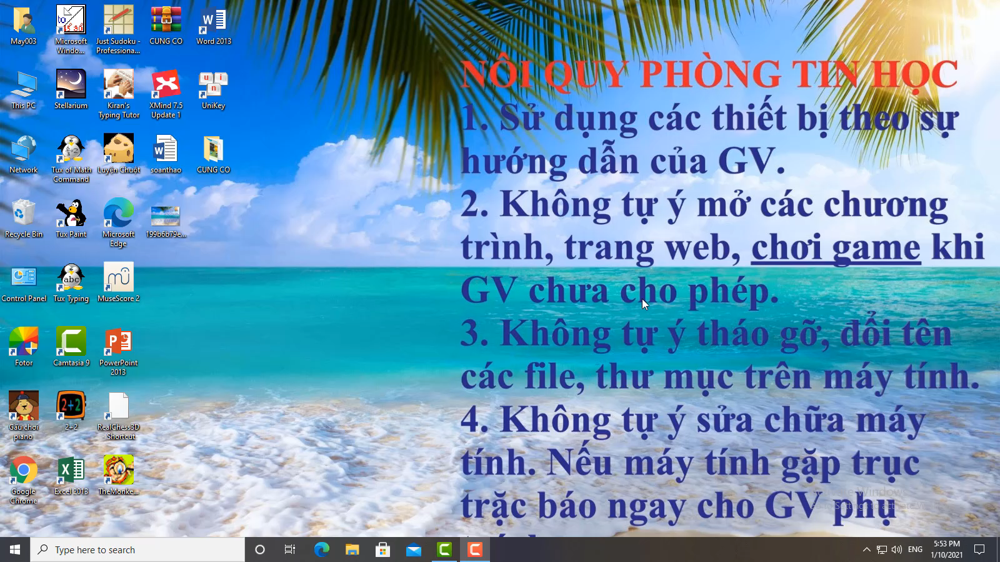 May003
Microsoft
Windo...
Just Sudoku -
Professiona...
CUNG CO
Word 2013
This PC
Stellarium
Kiran's
Typing Tutor
XMind 7.5
Update 1
UniKey
Network
Tux of Math
Command
Luyện Chuột
soanthao
CUNG CO
Recycle Bin
Tux Paint
Microsoft
Edge
199b6b79e...
Control Panel
Tux Typing
MuseScore 2
Fotor
Camtasia 9
PowerPoint
2013
Gấu chơi
piano
2+2
RealChess3D
- Shortcut
Google
Chrome
Excel 2013
TheMonke...
NỘI QUY PHÒNG TIN HỌC
1. Sử dụng các thiết bị theo sự
hướng dẫn của GV.
2. Không tự ý mở các chương
trình, trang web, chơi game khi
GV chưa cho phép.
3. Không tự ý tháo gỡ, đổi tên
các file, thư mục trên máy tính.
4. Không tự ý sửa chữa máy
tính. Nếu máy tính gặp trục
trặc báo ngay cho GV phụ
Type here to search
ENG
5:53 PM
1/10/2021